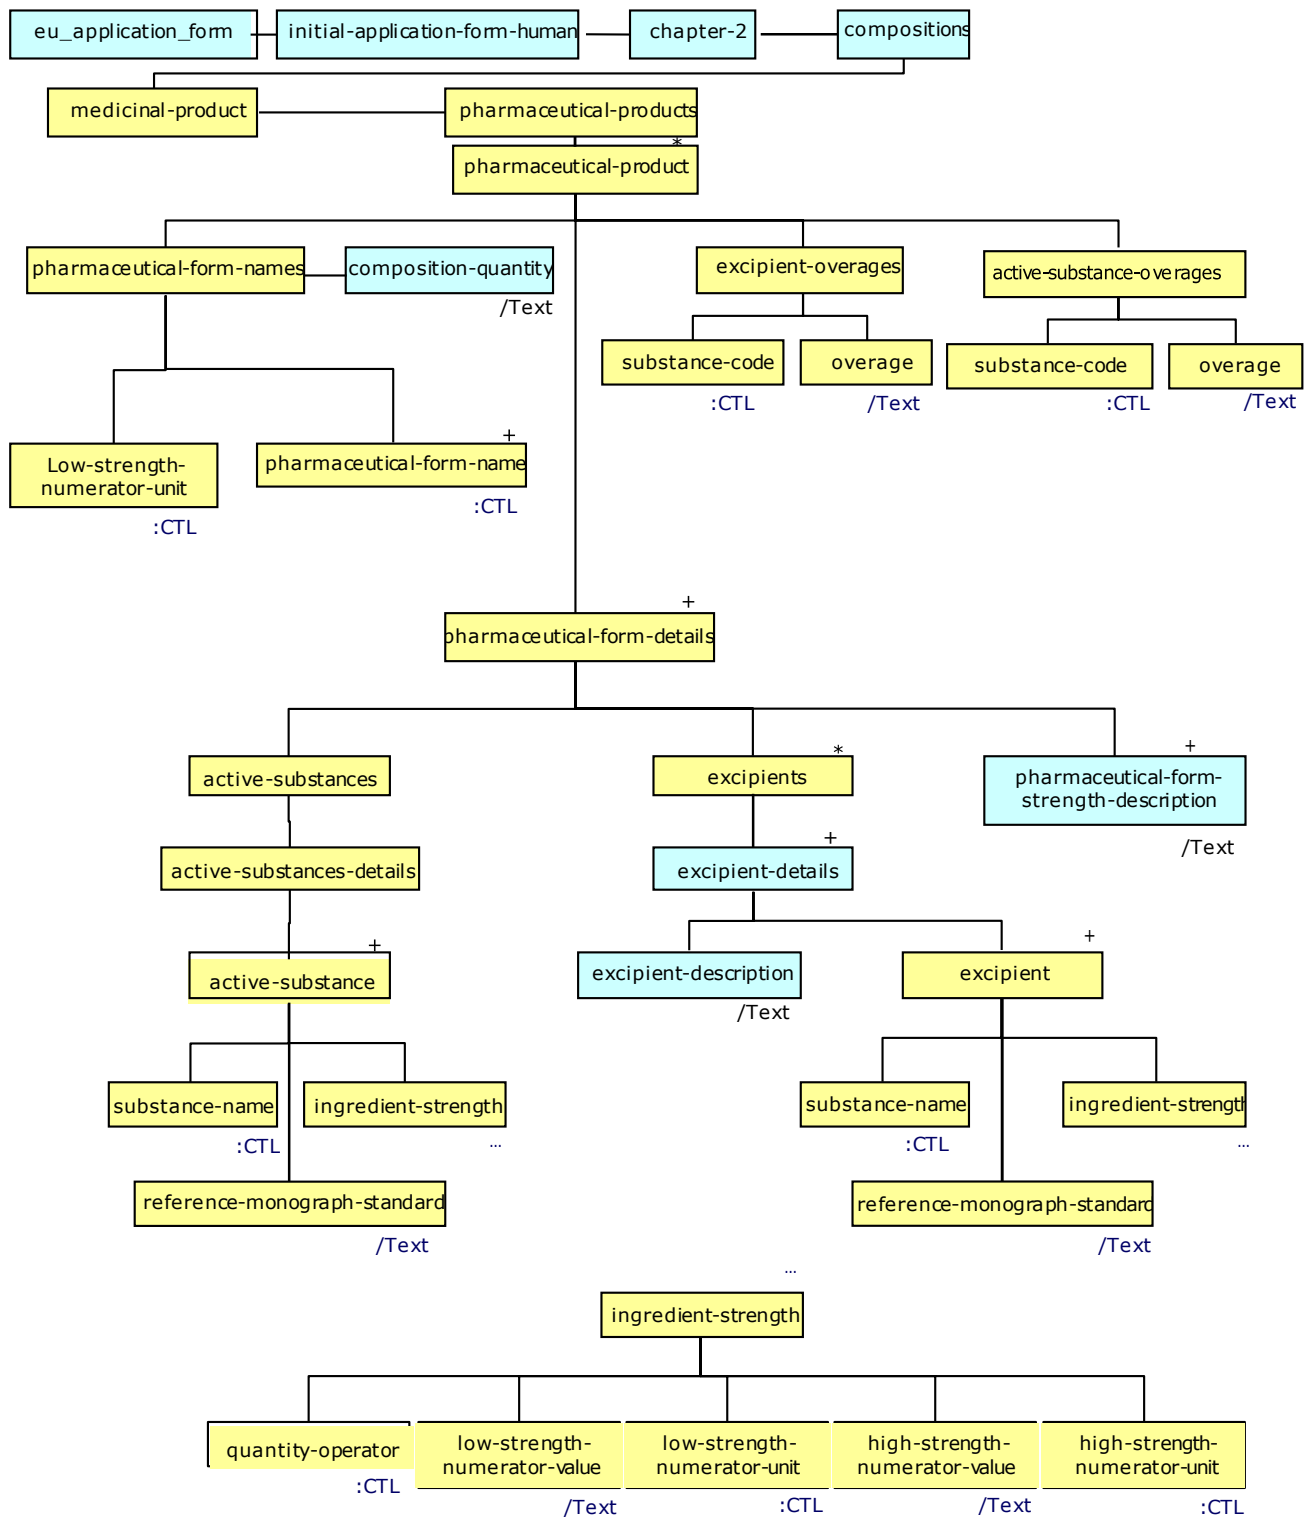 eu_application_form
initial-application-form-human
chapter-2
compositions
medicinal-product
pharmaceutical-products
*
pharmaceutical-product
pharmaceutical-form-names
composition-quantity
/Text
excipient-overages
active-substance-overages
substance-code
:CTL
overage
/Text
substance-code
:CTL
overage
/Text
Low-strength-
numerator-unit
:CTL
+
pharmaceutical-form-name
:CTL
+
pharmaceutical-form-details
active-substances
*
excipients
+
pharmaceutical-form-
strength-description
/Text
active-substances-details
+
excipient-details
+
active-substance
excipient-description
/Text
+
excipient
substance-name
:CTL
ingredient-strength
...
substance-name
:CTL
ingredient-strength
...
reference-monograph-standard
/Text
reference-monograph-standard
/Text
...
ingredient-strength
quantity-operator
:CTL
low-strength-
numerator-value
/Text
low-strength-
numerator-unit
:CTL
high-strength-
numerator-value
/Text
high-strength-
numerator-unit
:CTL